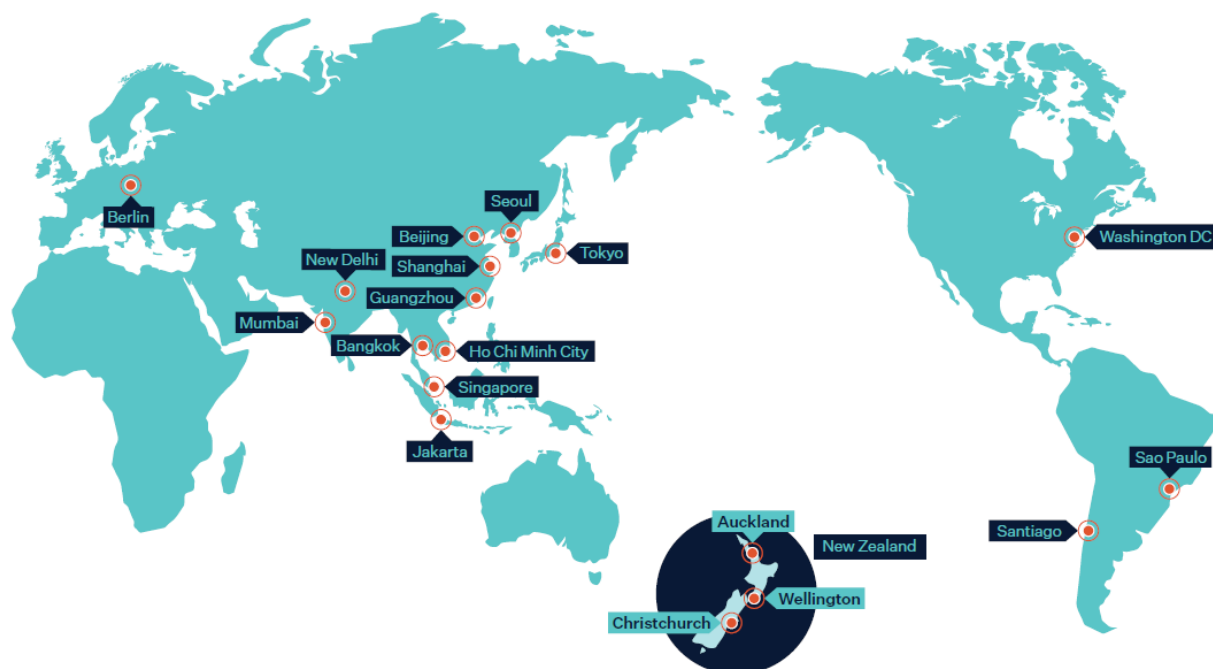 Berlin
Seoul
Beijing
Tokyo
Washington DC
New Delhi
Shanghai
Guangzhou
Mumbai
Bangkok
Ho Chi Minh City
Singapore
Jakarta
Sao Paulo
Auckland
Santiago
New Zealand
Wellington
Christchurch